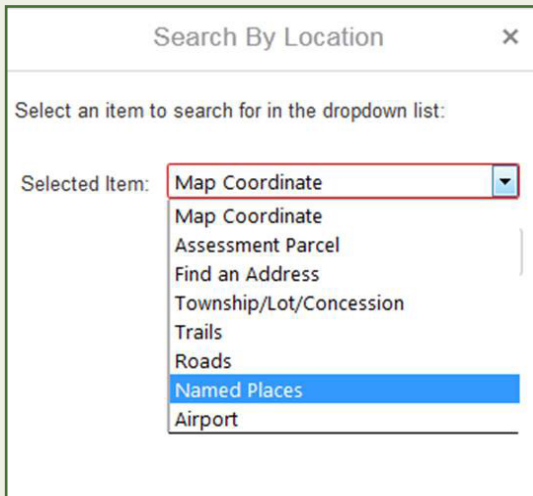 Search By Location ×
Select an item to search for in the dropdown list:
Selected Item: Map Coordinate
Map Coordinate
Assessment Parcel
Find an Address
Township/Lot/Concession
Trails
Roads
Named Places
Airport